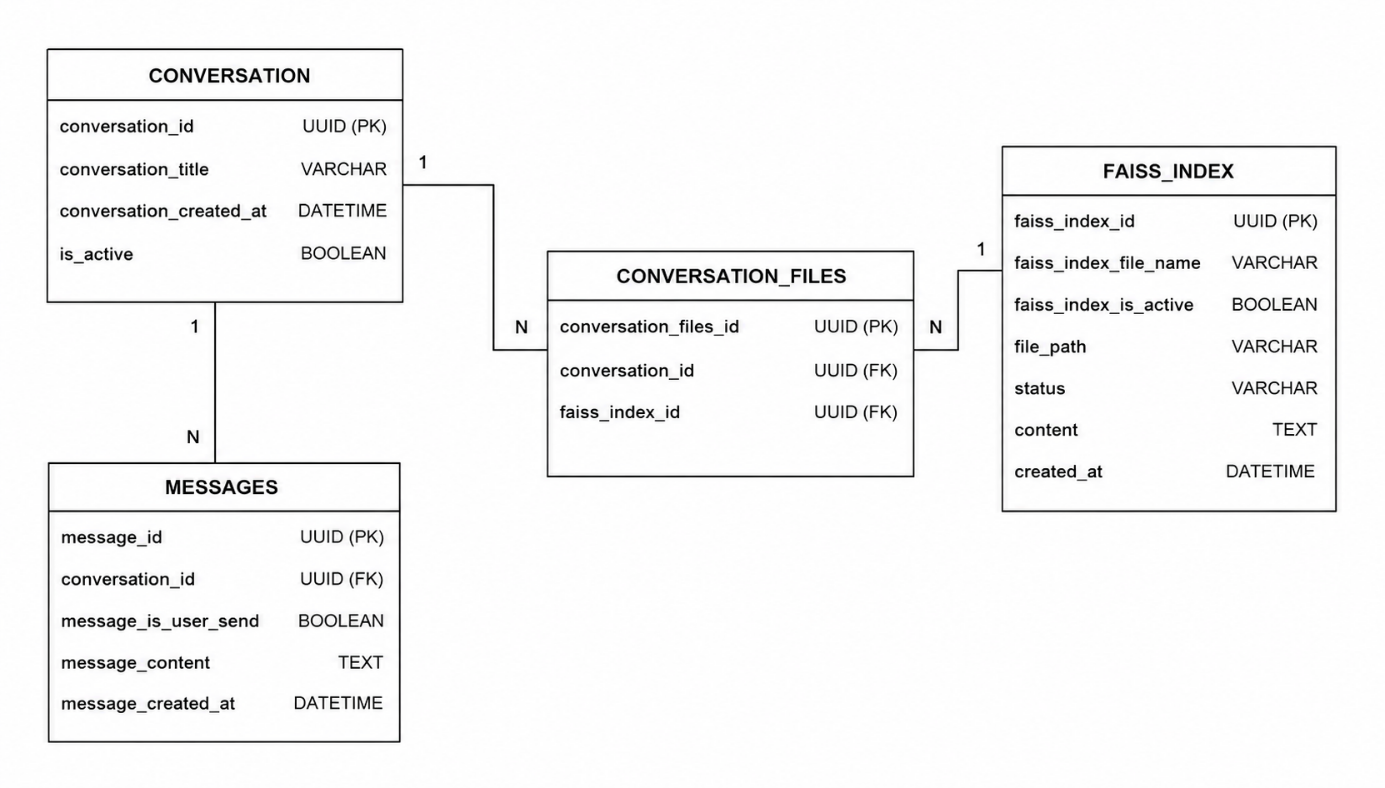 CONVERSATION
conversation_id UUID (PK)
conversation_title VARCHAR
conversation_created_at DATETIME
is_active BOOLEAN
1
1
N
MESSAGES
message_id UUID (PK)
conversation_id UUID (FK)
message_is_user_send BOOLEAN
message_content TEXT
message_created_at DATETIME
N
CONVERSATION_FILES
conversation_files_id UUID (PK)
conversation_id UUID (FK)
faiss_index_id UUID (FK)
N
1
FAISS_INDEX
faiss_index_id UUID (PK)
faiss_index_file_name VARCHAR
faiss_index_is_active BOOLEAN
file_path VARCHAR
status VARCHAR
content TEXT
created_at DATETIME